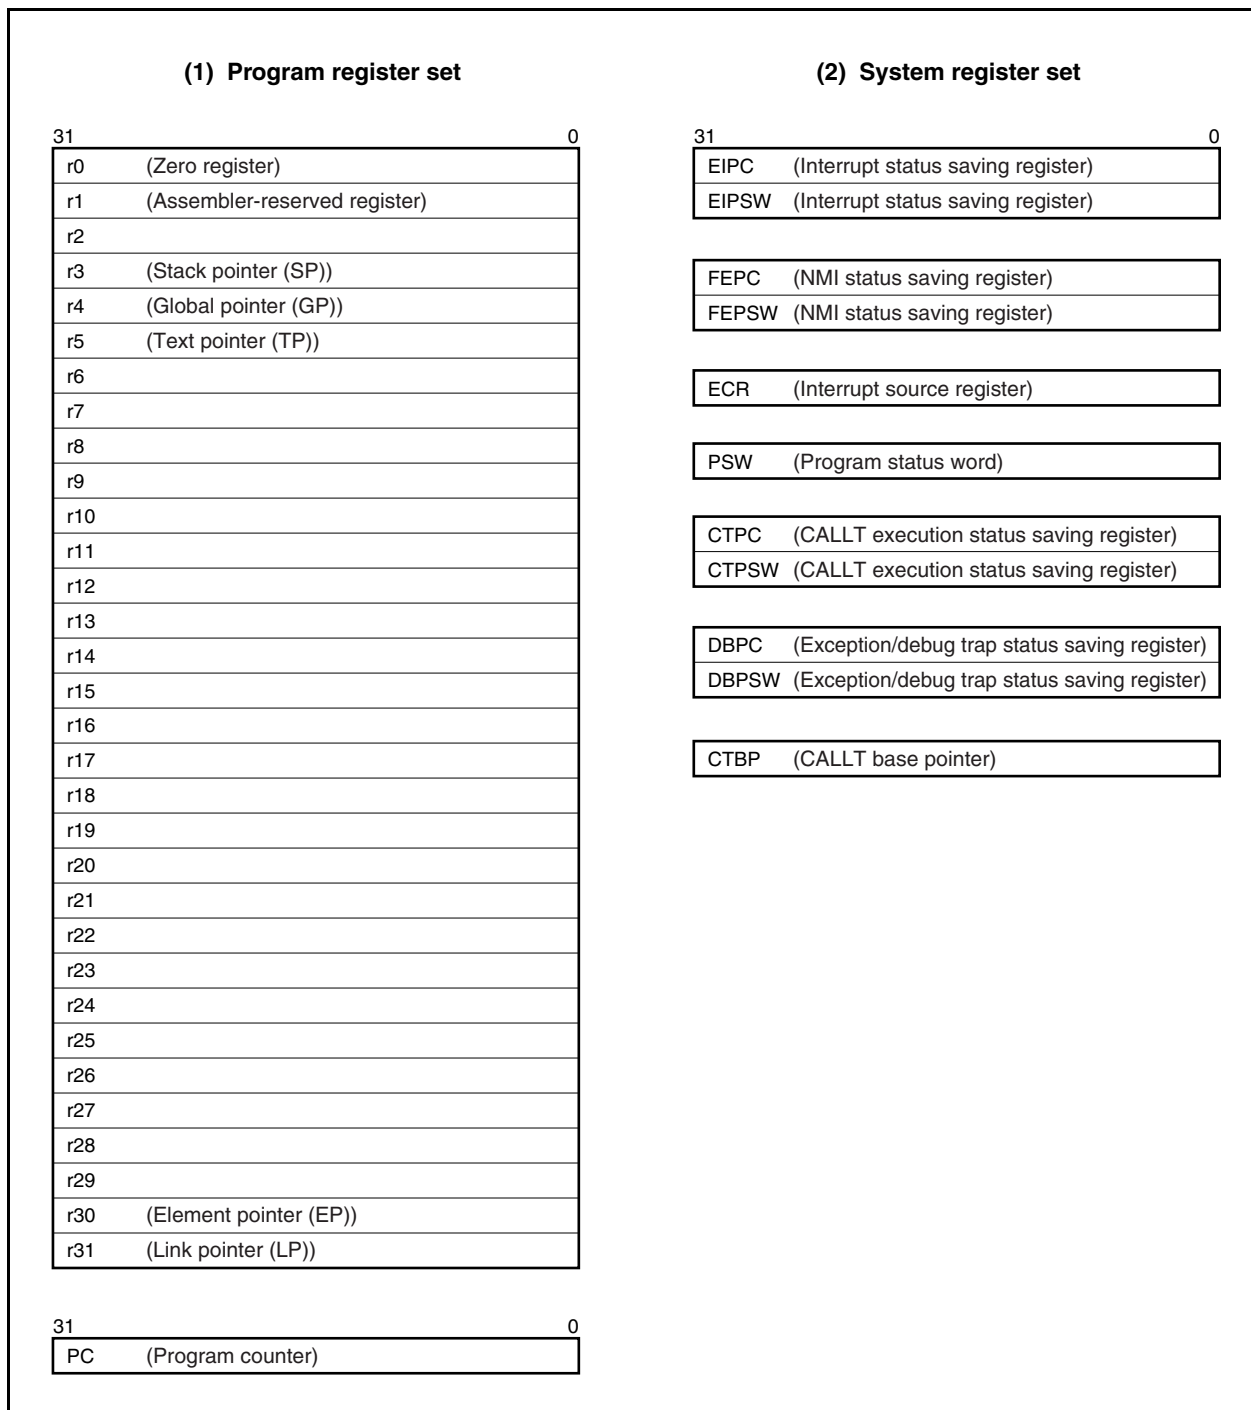 (1) Program register set
31 0
r0 (Zero register)
r1 (Assembler-reserved register)
r2
r3 (Stack pointer (SP))
r4 (Global pointer (GP))
r5 (Text pointer (TP))
r6
r7
r8
r9
r10
r11
r12
r13
r14
r15
r16
r17
r18
r19
r20
r21
r22
r23
r24
r25
r26
r27
r28
r29
r30 (Element pointer (EP))
r31 (Link pointer (LP))
31 0
PC (Program counter)
(2) System register set
31 0
EIPC (Interrupt status saving register)
EIPSW (Interrupt status saving register)
FEPC (NMI status saving register)
FEPSW (NMI status saving register)
ECR (Interrupt source register)
PSW (Program status word)
CTPC (CALLT execution status saving register)
CTPSW (CALLT execution status saving register)
DBPC (Exception/debug trap status saving register)
DBPSW (Exception/debug trap status saving register)
CTBP (CALLT base pointer)